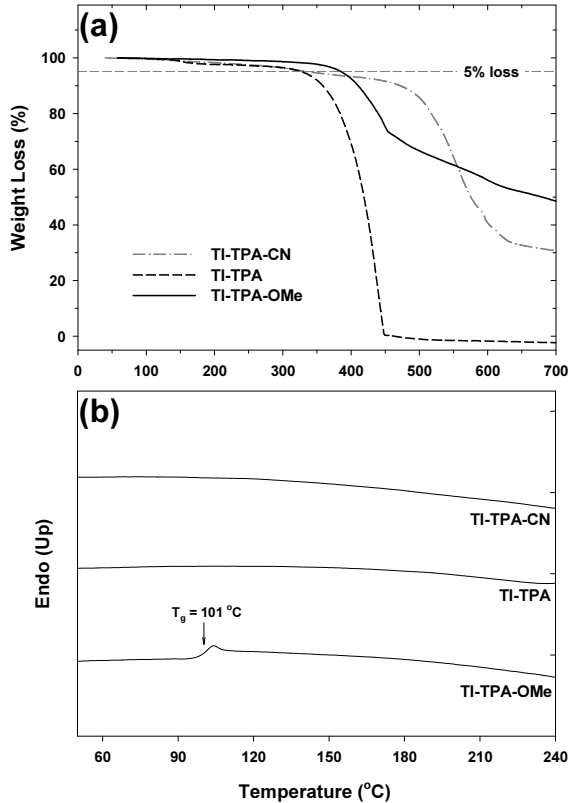 (a)
100
80
60
40
20
0
Weight Loss (%)
5% loss
TI-TPA-CN
TI-TPA
TI-TPA-OMe
0 100 200 300 400 500 600 700
(b)
Endo (Up)
TI-TPA-CN
TI-TPA
Tg = 101 °C
TI-TPA-OMe
50 90 120 150 180 210 240
Temperature (°C)